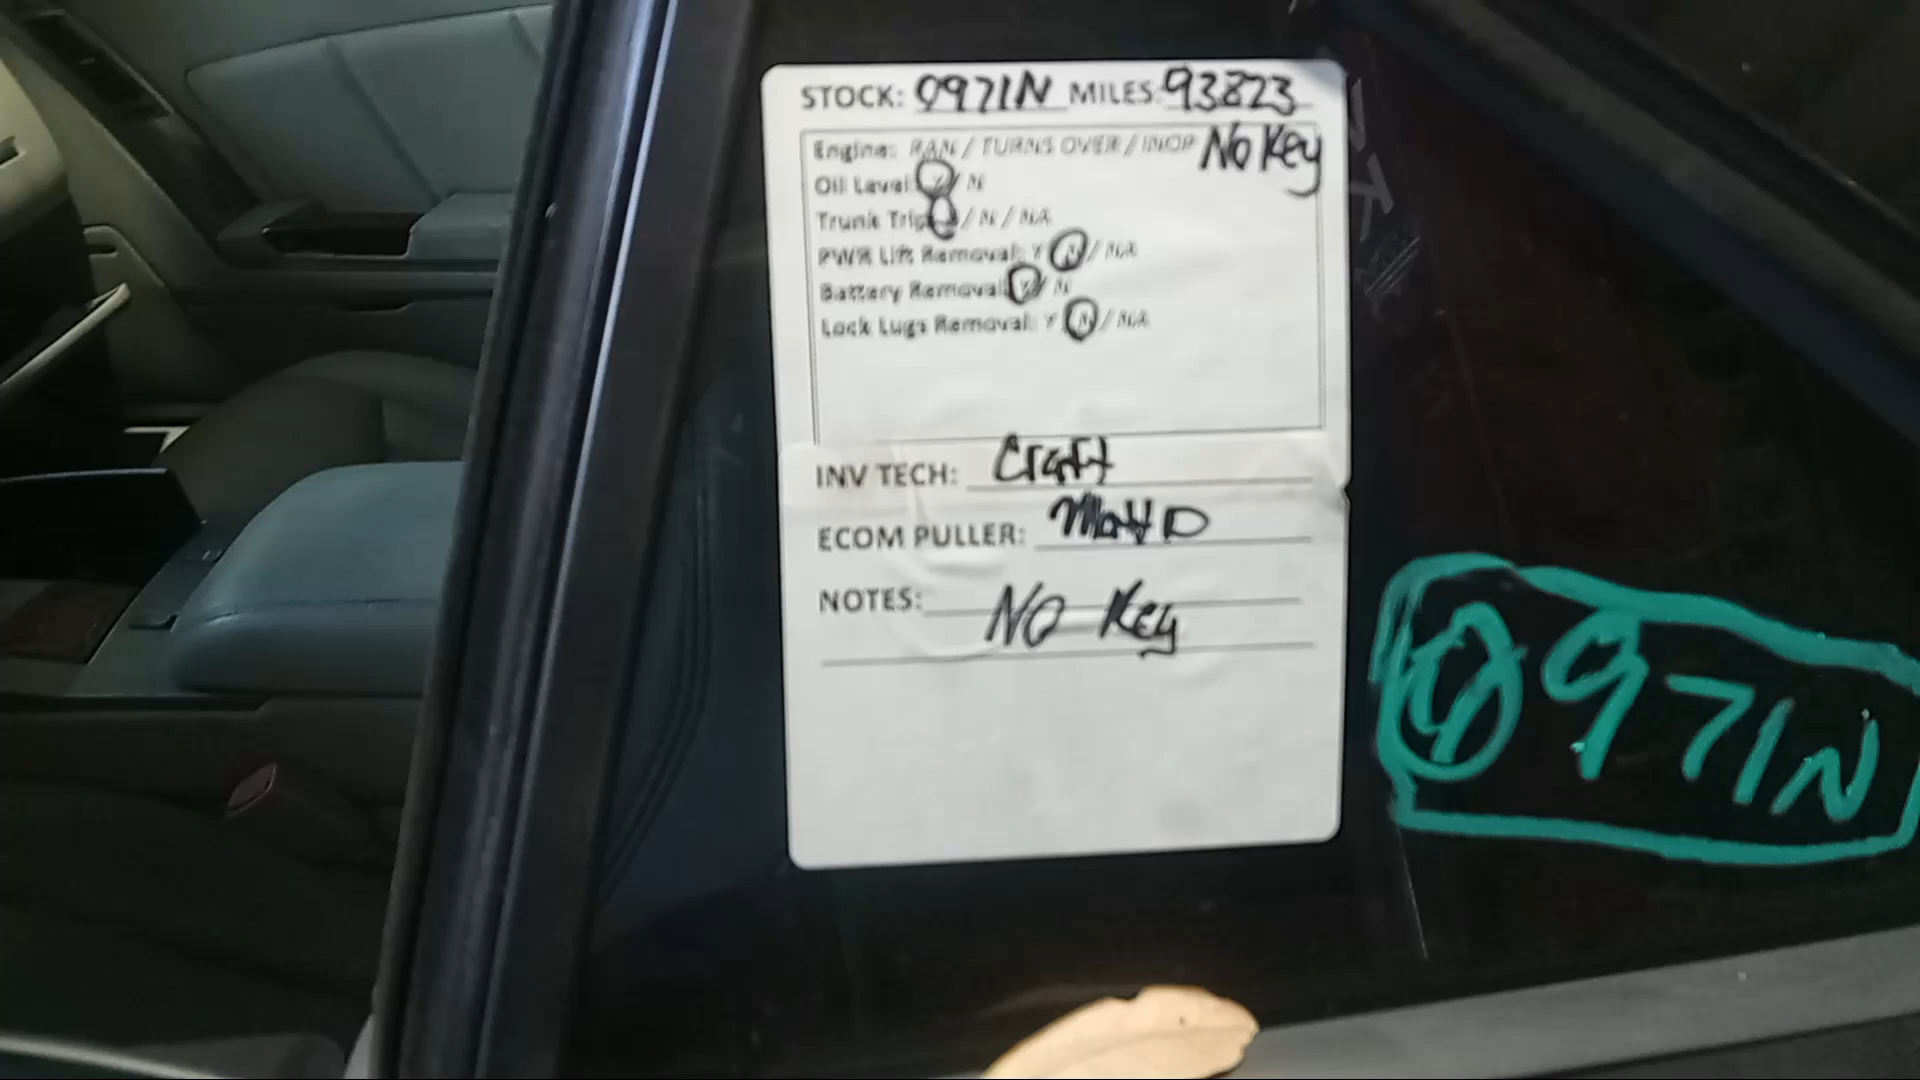 STOCK: 0971N MILES: 93823
Engine: RAN / TURNS OVER / INOP No Key
Oil Level: Y / N
Trunk Trip: Y / N / NA
PWR Lift Removal: Y / N / NA
Battery Removal: Y / N
Lock Lugs Removal: Y / N / NA
INV TECH: Craft
ECOM PULLER: Matt D
NOTES: NO Key
0971N